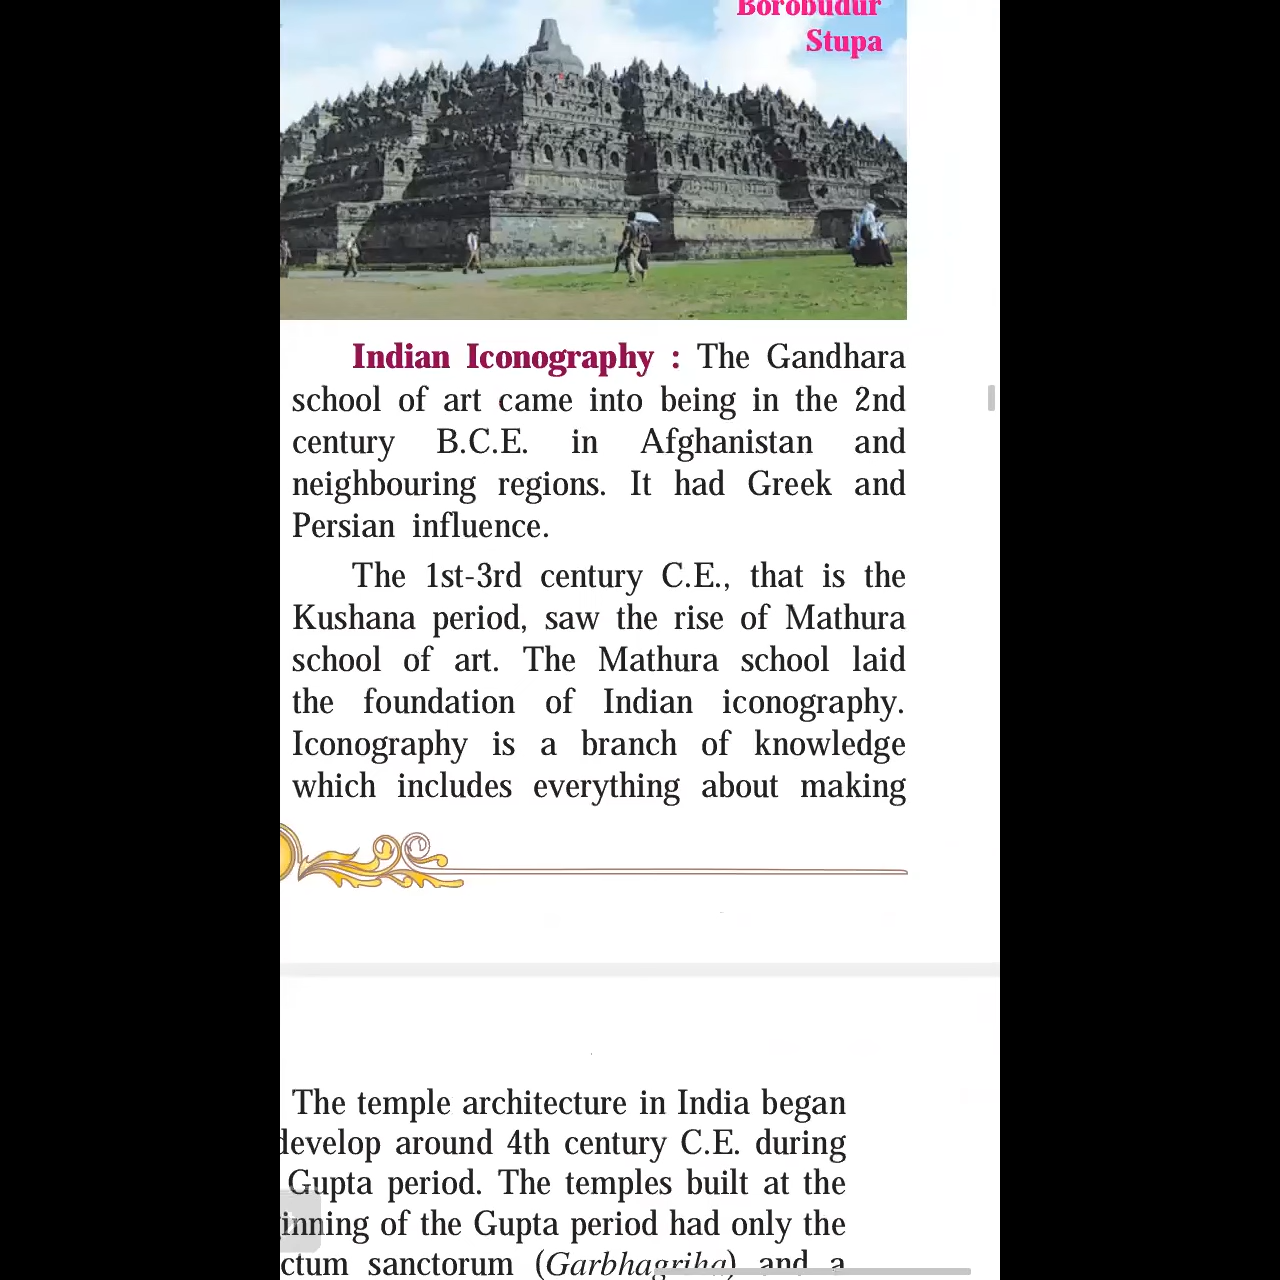 Borobudur
Stupa
Indian Iconography : The Gandhara
school of art came into being in the 2nd
century B.C.E. in Afghanistan and
neighbouring regions. It had Greek and
Persian influence.
The 1st-3rd century C.E., that is the
Kushana period, saw the rise of Mathura
school of art. The Mathura school laid
the foundation of Indian iconography.
Iconography is a branch of knowledge
which includes everything about making
The temple architecture in India began
develop around 4th century C.E. during
Gupta period. The temples built at the
inning of the Gupta period had only the
ctum sanctorum (Garbhagriha) and a